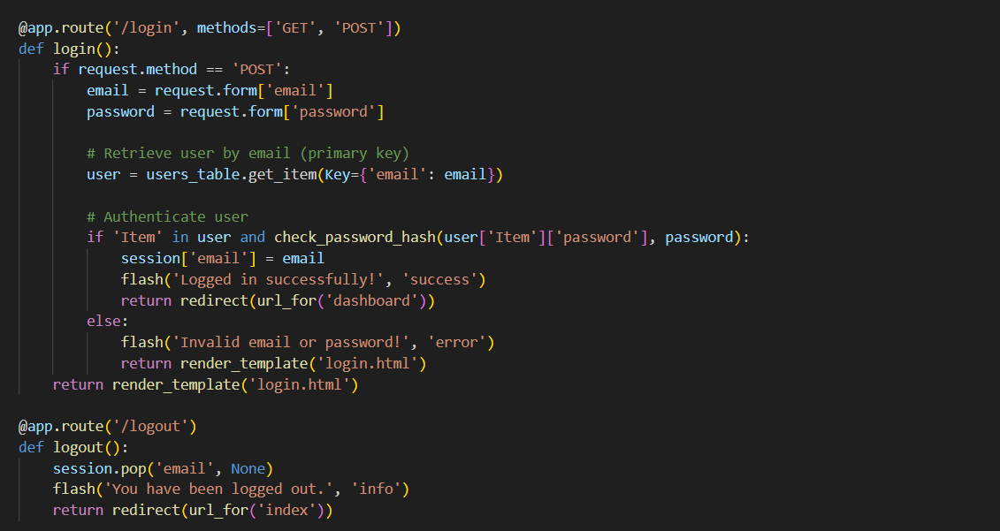 @app.route('/login', methods=['GET', 'POST'])
def login():
    if request.method == 'POST':
        email = request.form['email']
        password = request.form['password']

        # Retrieve user by email (primary key)
        user = users_table.get_item(Key={'email': email})

        # Authenticate user
        if 'Item' in user and check_password_hash(user['Item']['password'], password):
            session['email'] = email
            flash('Logged in successfully!', 'success')
            return redirect(url_for('dashboard'))
        else:
            flash('Invalid email or password!', 'error')
            return render_template('login.html')
    return render_template('login.html')

@app.route('/logout')
def logout():
    session.pop('email', None)
    flash('You have been logged out.', 'info')
    return redirect(url_for('index'))